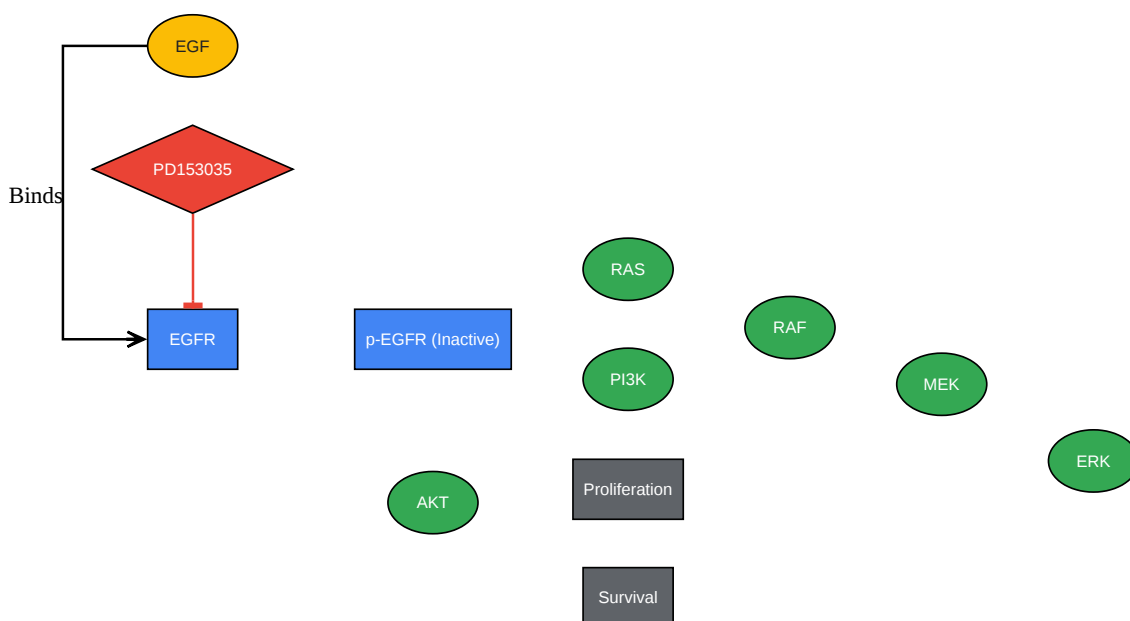 EGF
PD153035
Binds
RAS
RAF
EGFR
p-EGFR (Inactive)
PI3K
MEK
ERK
Proliferation
AKT
Survival